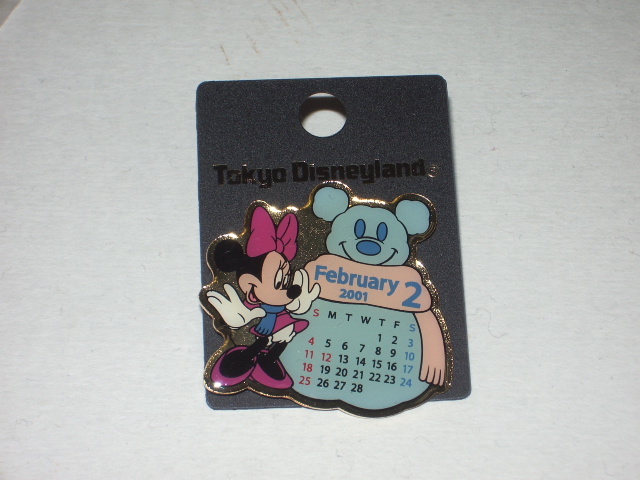 Tokyo Disneyland®
February 2
2001
S M T W T F S
1 2 3
4 5 6 7 8 9 10
11 12 13 14 15 16 17
18 19 20 21 22 23 24
25 26 27 28